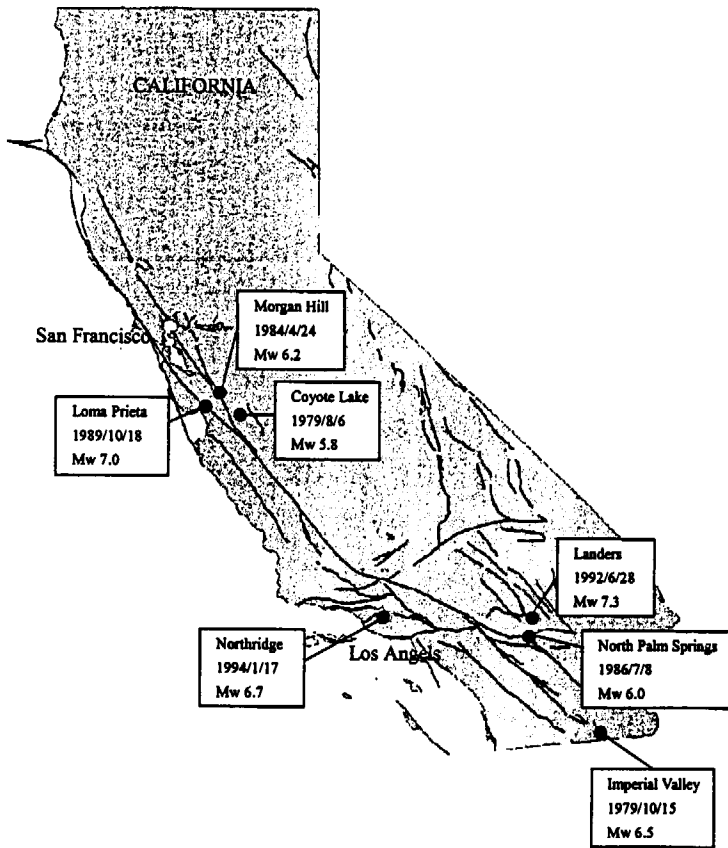 CALIFORNIA
Morgan Hill
1984/4/24
Mw 6.2
San Francisco
Coyote Lake
1979/8/6
Mw 5.8
Loma Prieta
1989/10/18
Mw 7.0
Landers
1992/6/28
Mw 7.3
Northridge
1994/1/17
Mw 6.7
Los Angels
North Palm Springs
1986/7/8
Mw 6.0
Imperial Valley
1979/10/15
Mw 6.5